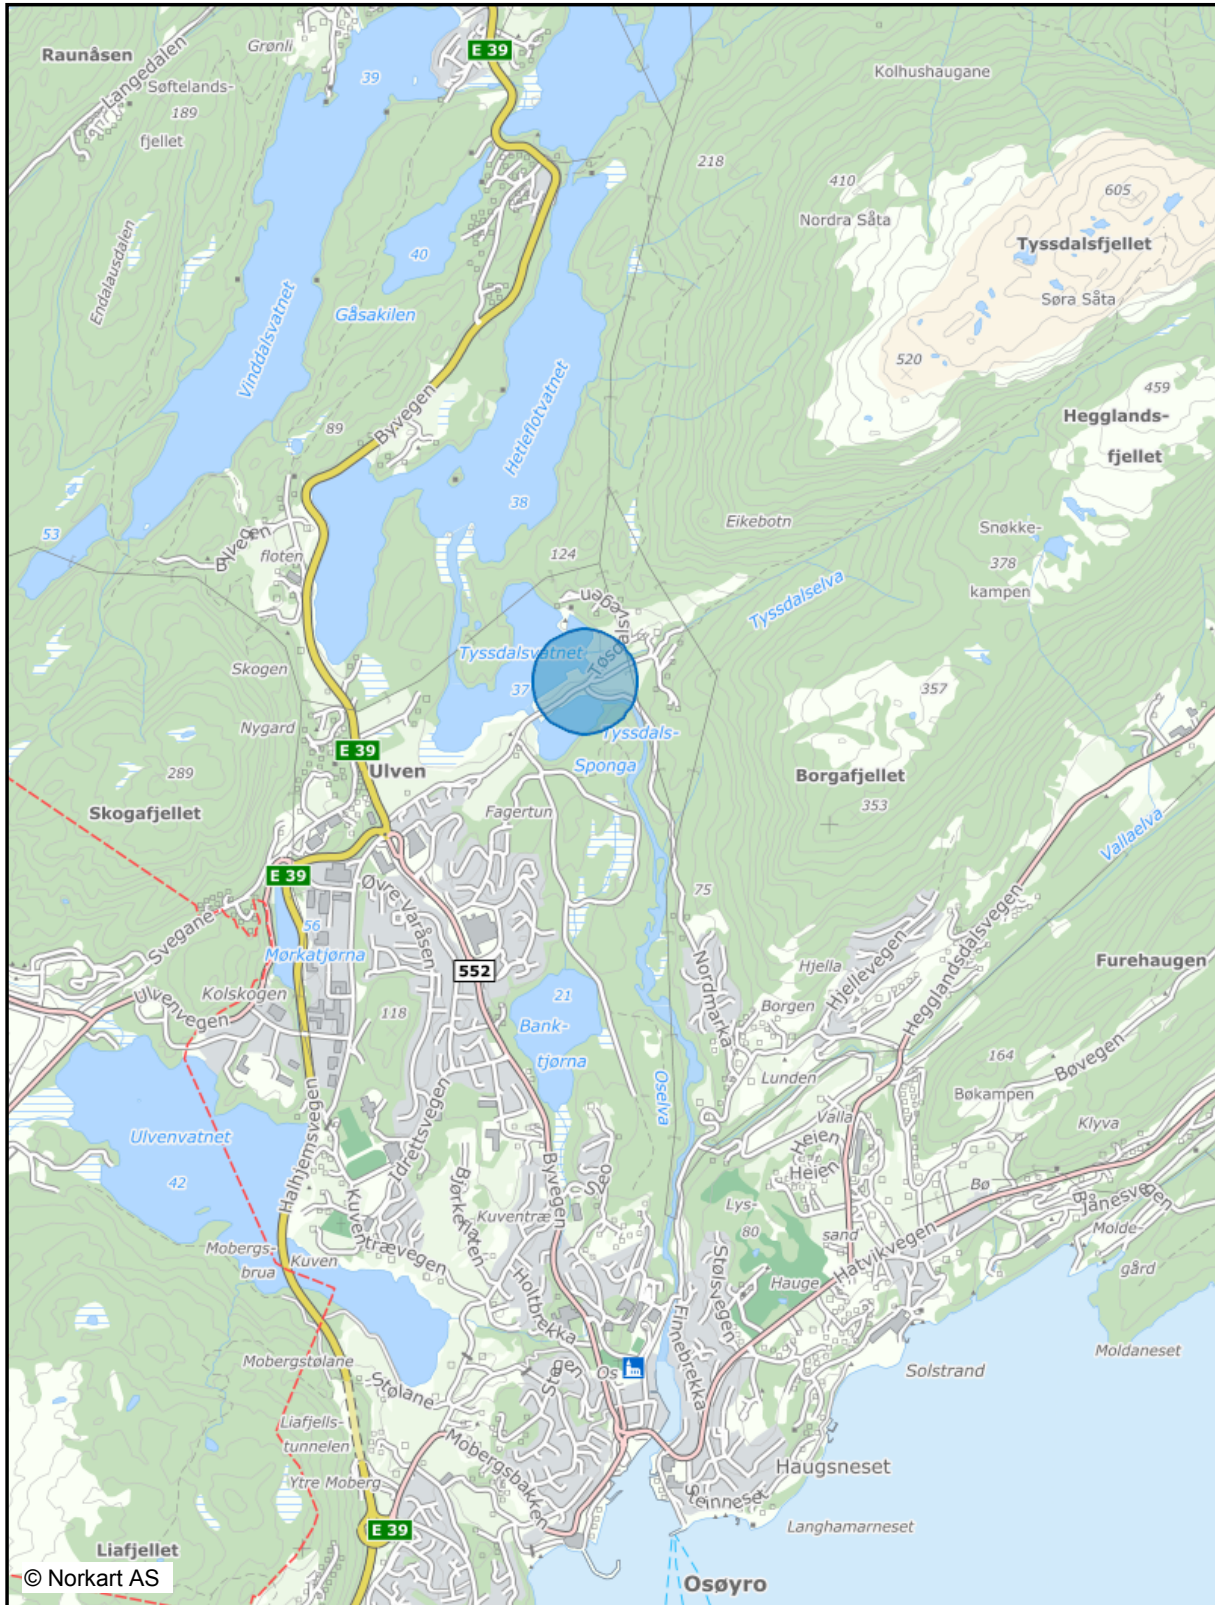 E 39
Raunåsen
Grønli
39
Langedalen
Søftelands-
189
fjellet
Kolhushaugane
218
410
605
Nordra Såta
Tyssdalsfjellet
Endalausdalen
40
Søra Såta
Gåsakilen
Vinddalsvatnet
520
459
Byvegen
Hetleflotvatnet
Hegglands-
fjellet
89
38
53
Eikebotn
Snøkke-
floten
124
378
kampen
Tyssdalselva
Tyssdalsvatnet
Skogen
37
357
Nygard
Tyssdals-
E 39
Sponga
Ulven
289
Borgafjellet
Skogafjellet
Fagertun
353
Vallaelva
E 39
Øvre Våråsen
75
Svegane
56
Mørkatjørna
552
Nordmarka
Hjella
Hjellevegen
Hegglandsdalsvegen
Furehaugen
Kolskogen
21
Borgen
Ulvenvegen
118
Bank-
tjørna
164
Bøvegen
Lunden
Bøkampen
Oselva
Ulvenvatnet
Halhjemsvegen
Idrettsvegen
Valla
Klyva
Heien
Heien
42
Bjørke
flaten
Byvegen
Bø
Lys-
80
Kuventræ
Kuventrævegen
Mobergs-
brua
Kuven
sand
Hatvikvegen
Molde-
gård
Stølsvegen
Hauge
Holtbrekka
Finnebrekka
Mobergstølane
Os
Moldaneset
Solstrand
Stølane
Liafjells-
tunnelen
Mobergsbakken
Haugsneset
Ytre Moberg
Steinneset
E 39
Langhamarneset
Liafjellet
© Norkart AS
Osøyro